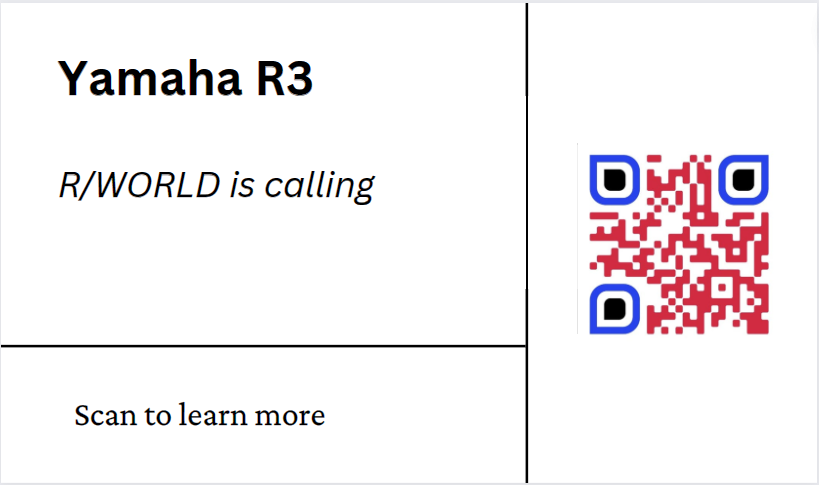 Yamaha R3
R/WORLD is calling
Scan to learn more